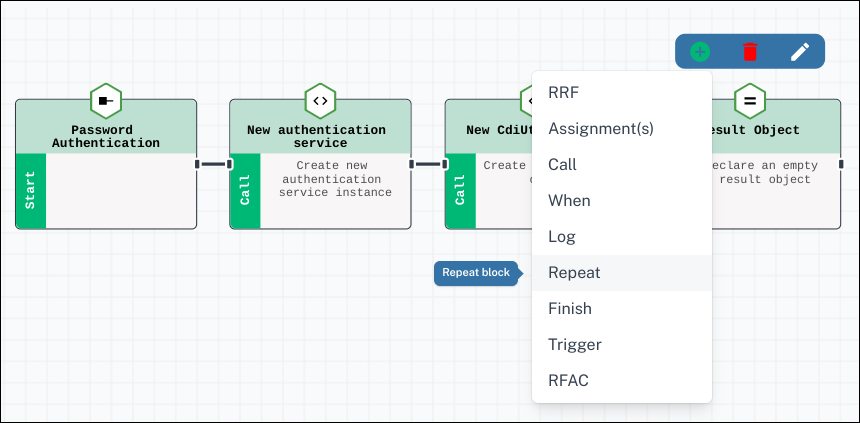 Password
Authentication
Start
New authentication
service
Call
Create new
authentication
service instance
New CdiUt
Call
Create
esult Object
eclare an empty
result object
RRF
Assignment(s)
Call
When
Log
Repeat
Finish
Trigger
RFAC
Repeat block